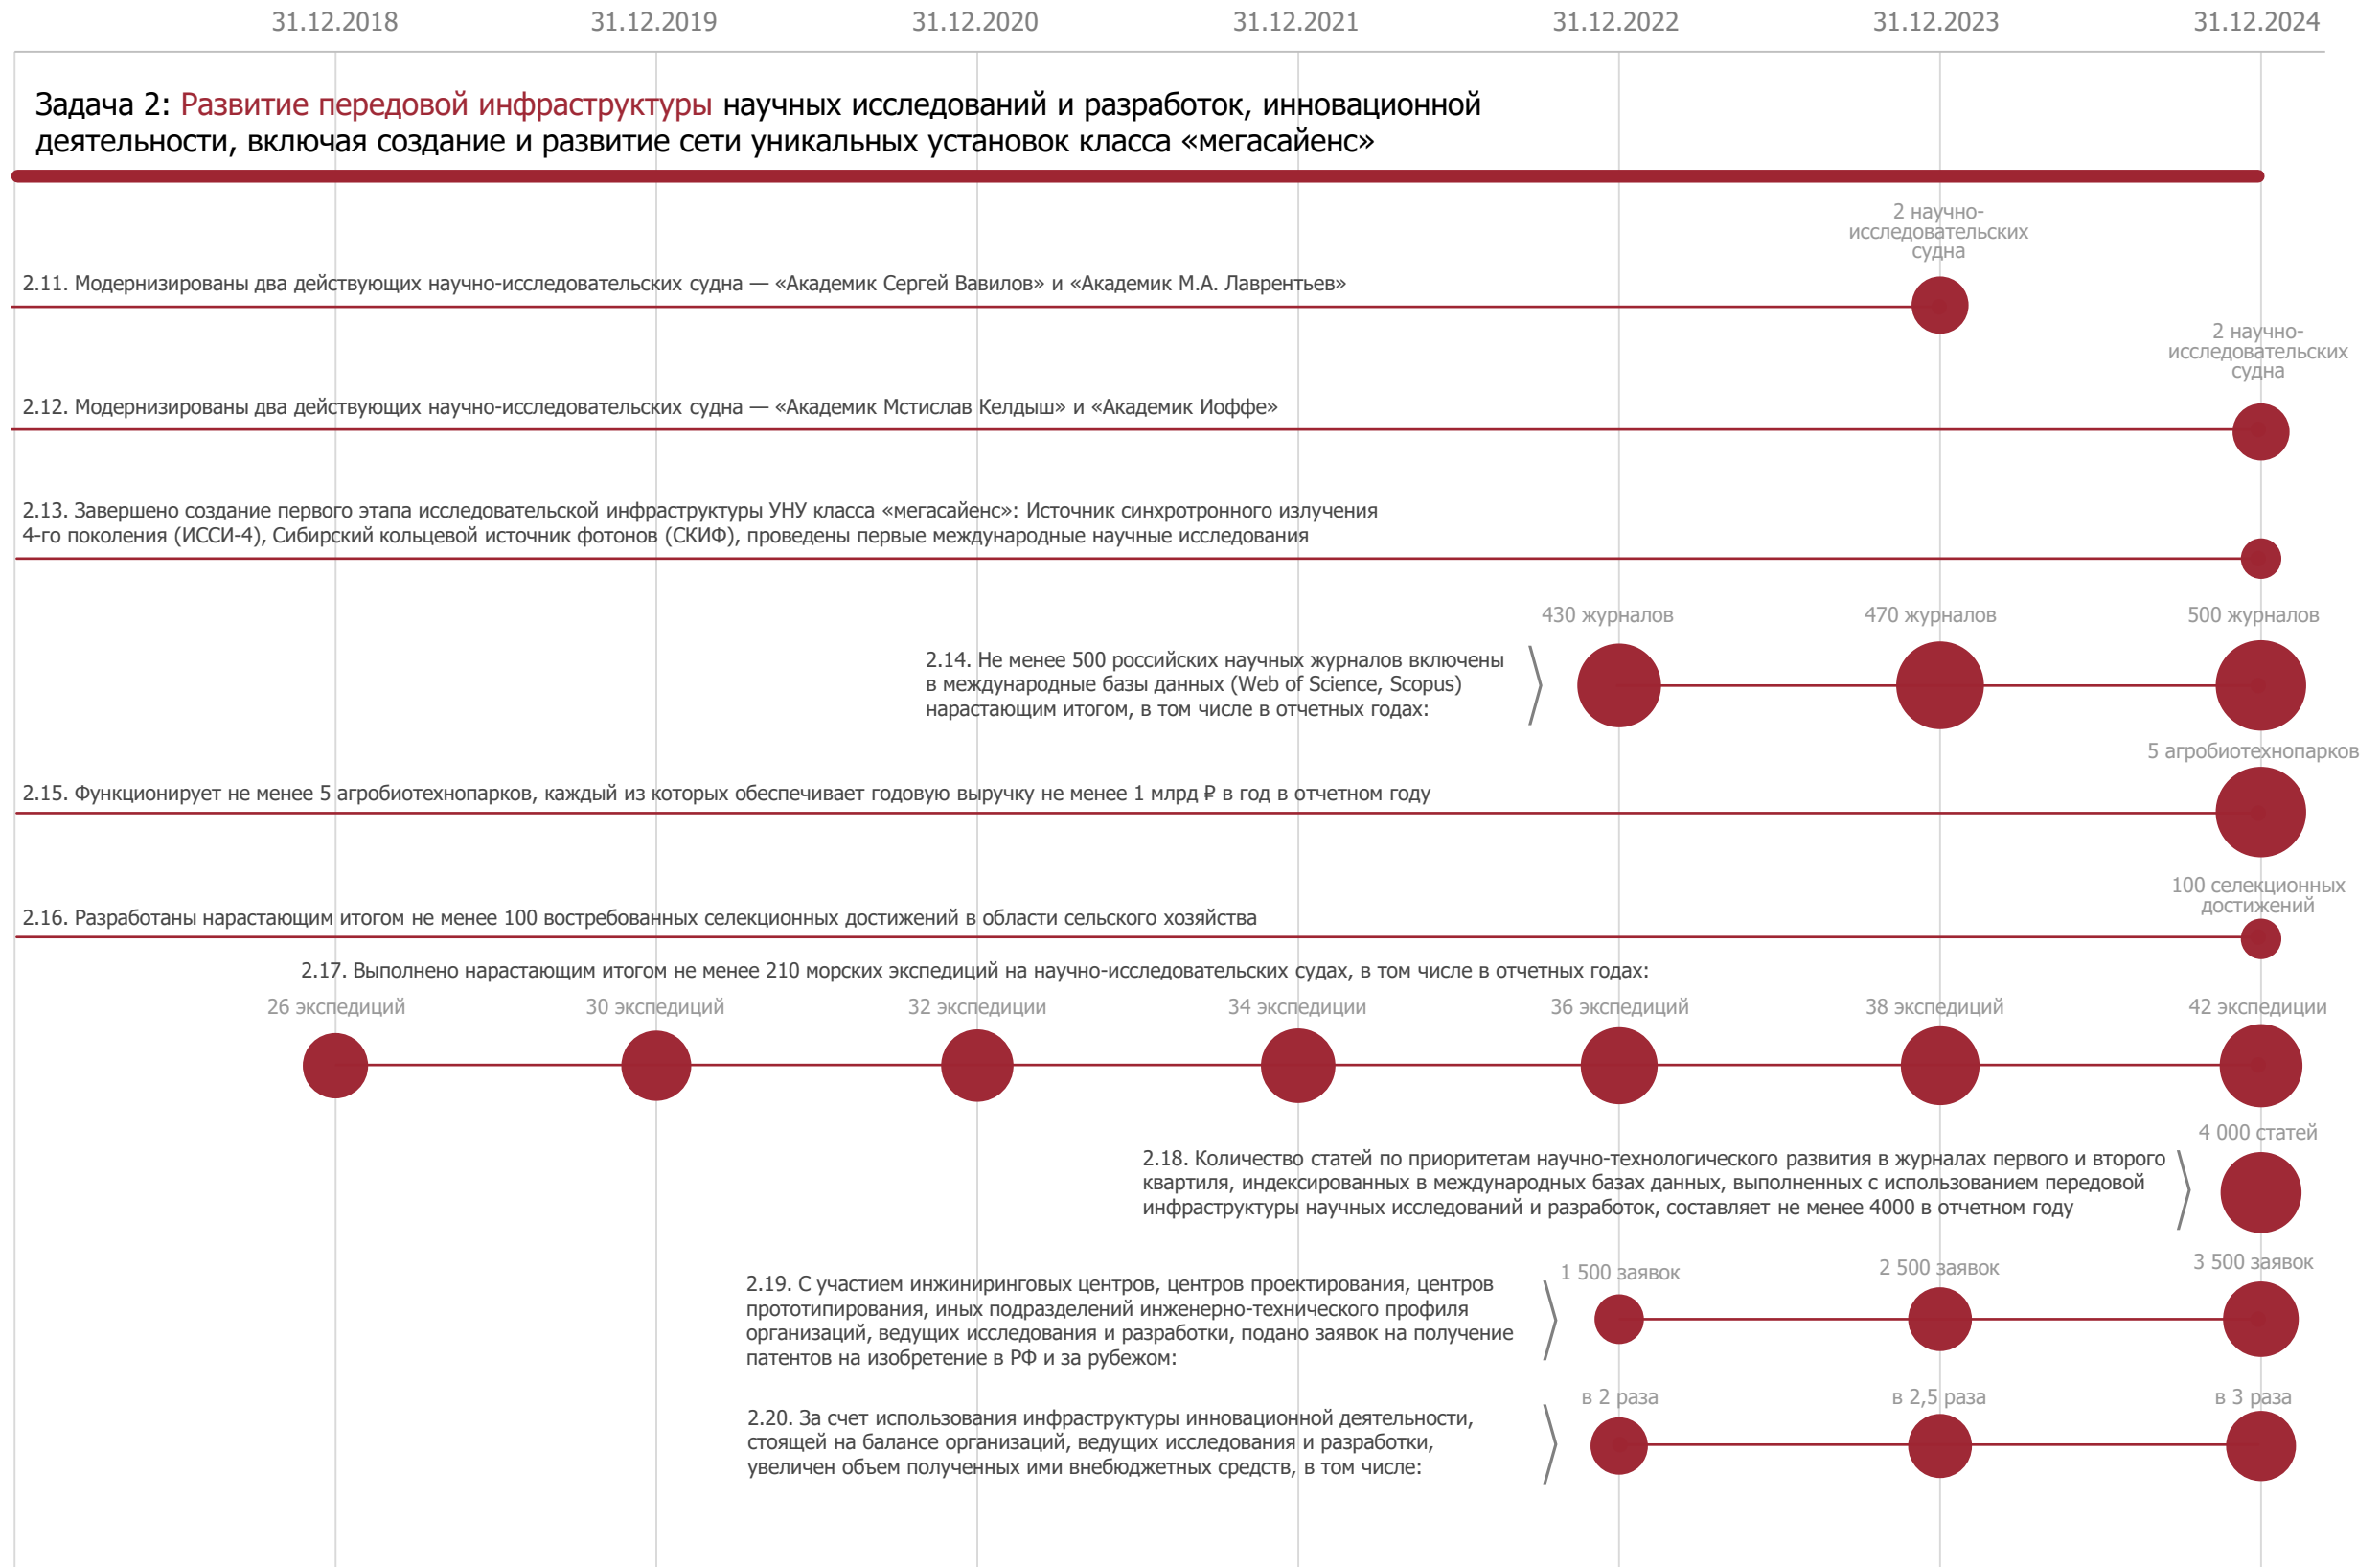 31.12.2018 31.12.2019 31.12.2020 31.12.2021 31.12.2022 31.12.2023 31.12.2024
Задача 2: Развитие передовой инфраструктуры научных исследований и разработок, инновационной
деятельности, включая создание и развитие сети уникальных установок класса «мегасайенс»
2 научно-
исследовательских
судна
2.11. Модернизированы два действующих научно-исследовательских судна — «Академик Сергей Вавилов» и «Академик М.А. Лаврентьев»
2 научно-
исследовательских
судна
2.12. Модернизированы два действующих научно-исследовательских судна — «Академик Мстислав Келдыш» и «Академик Иоффе»
2.13. Завершено создание первого этапа исследовательской инфраструктуры УНУ класса «мегасайенс»: Источник синхротронного излучения
4-го поколения (ИССИ-4), Сибирский кольцевой источник фотонов (СКИФ), проведены первые международные научные исследования
430 журналов 470 журналов 500 журналов
2.14. Не менее 500 российских научных журналов включены
в международные базы данных (Web of Science, Scopus)
нарастающим итогом, в том числе в отчетных годах:
5 агробиотехнопарков
2.15. Функционирует не менее 5 агробиотехнопарков, каждый из которых обеспечивает годовую выручку не менее 1 млрд ₽ в год в отчетном году
100 селекционных
достижений
2.16. Разработаны нарастающим итогом не менее 100 востребованных селекционных достижений в области сельского хозяйства
2.17. Выполнено нарастающим итогом не менее 210 морских экспедиций на научно-исследовательских судах, в том числе в отчетных годах:
26 экспедиций 30 экспедиций 32 экспедиции 34 экспедиции 36 экспедиций 38 экспедиций 42 экспедиции
4 000 статей
2.18. Количество статей по приоритетам научно-технологического развития в журналах первого и второго
квартиля, индексированных в международных базах данных, выполненных с использованием передовой
инфраструктуры научных исследований и разработок, составляет не менее 4000 в отчетном году
1 500 заявок 2 500 заявок 3 500 заявок
2.19. С участием инжиниринговых центров, центров проектирования, центров
прототипирования, иных подразделений инженерно-технического профиля
организаций, ведущих исследования и разработки, подано заявок на получение
патентов на изобретение в РФ и за рубежом:
в 2 раза в 2,5 раза в 3 раза
2.20. За счет использования инфраструктуры инновационной деятельности,
стоящей на балансе организаций, ведущих исследования и разработки,
увеличен объем полученных ими внебюджетных средств, в том числе: